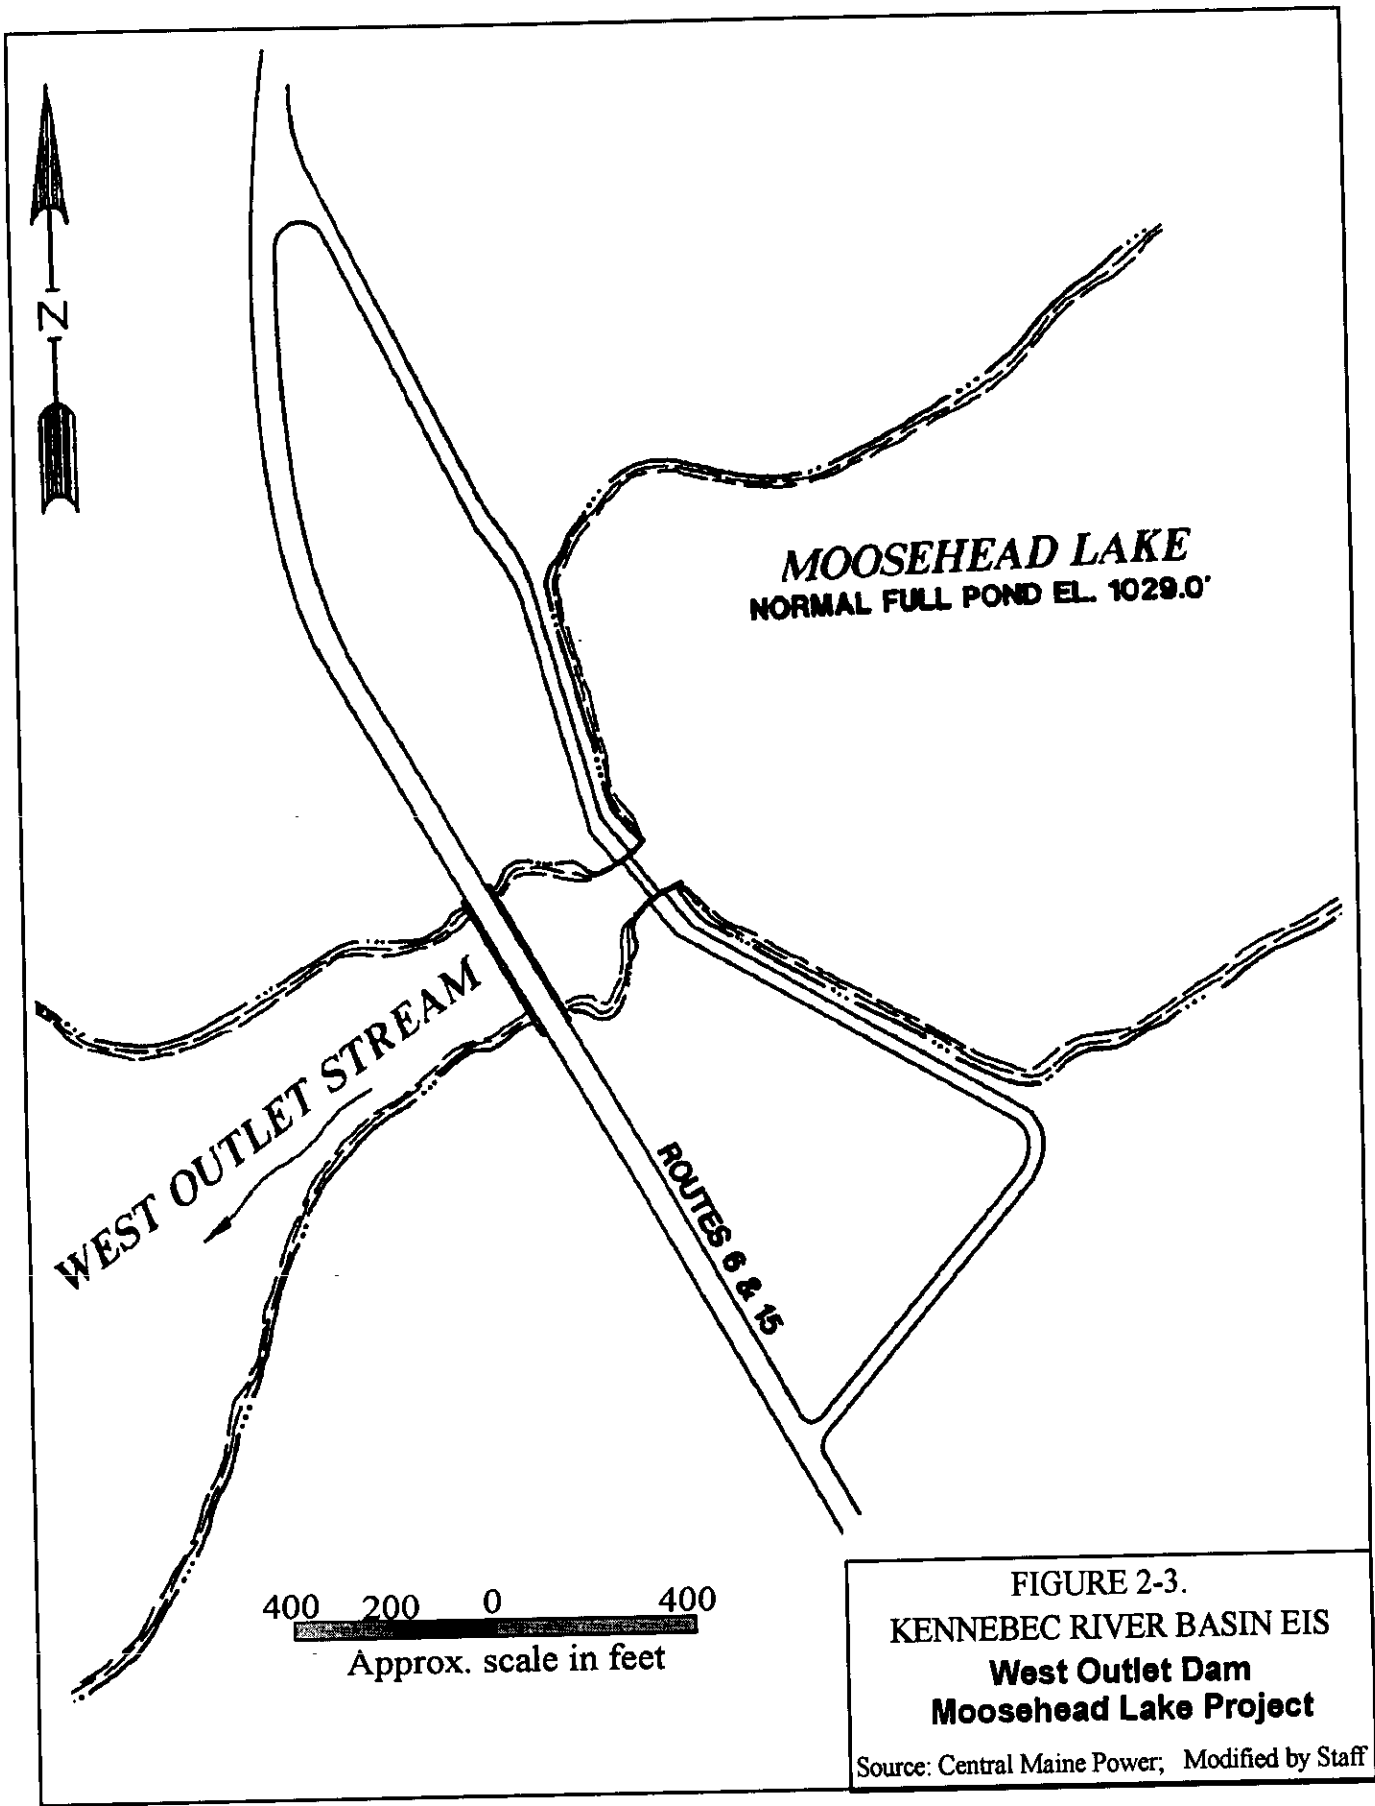 N
MOOSEHEAD LAKE
NORMAL FULL POND EL. 1029.0'
WEST OUTLET STREAM
ROUTES 6 & 15
400 200 0 400
Approx. scale in feet
FIGURE 2-3.
KENNEBEC RIVER BASIN EIS
West Outlet Dam
Moosehead Lake Project
Source: Central Maine Power; Modified by Staff